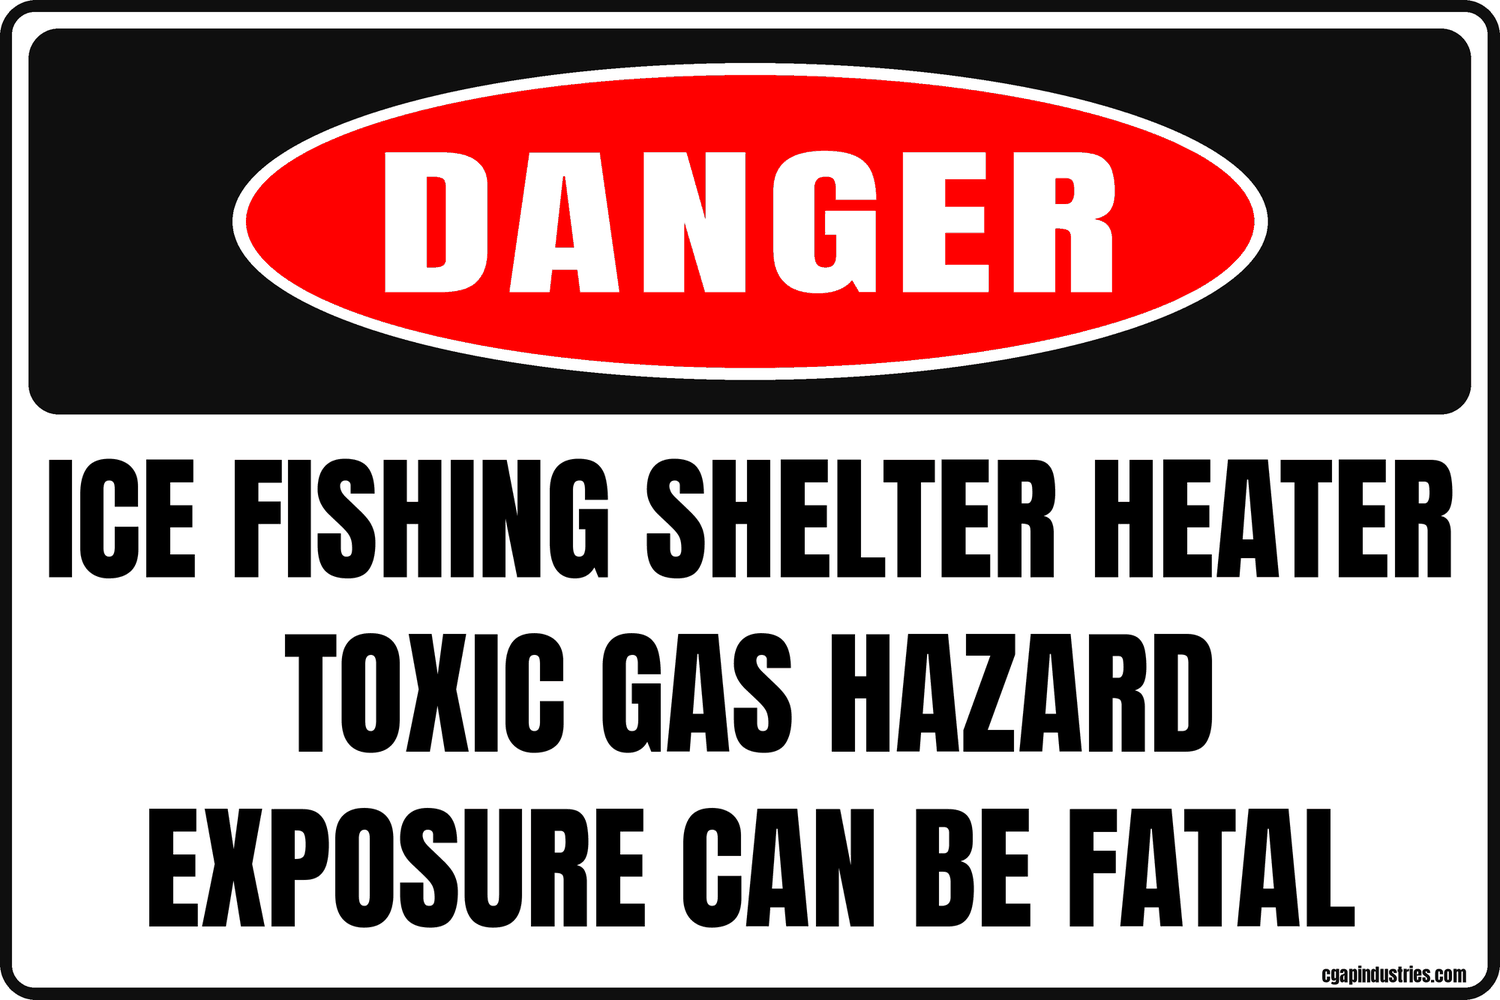 DANGER
ICE FISHING SHELTER HEATER
TOXIC GAS HAZARD
EXPOSURE CAN BE FATAL
cgapindustries.com